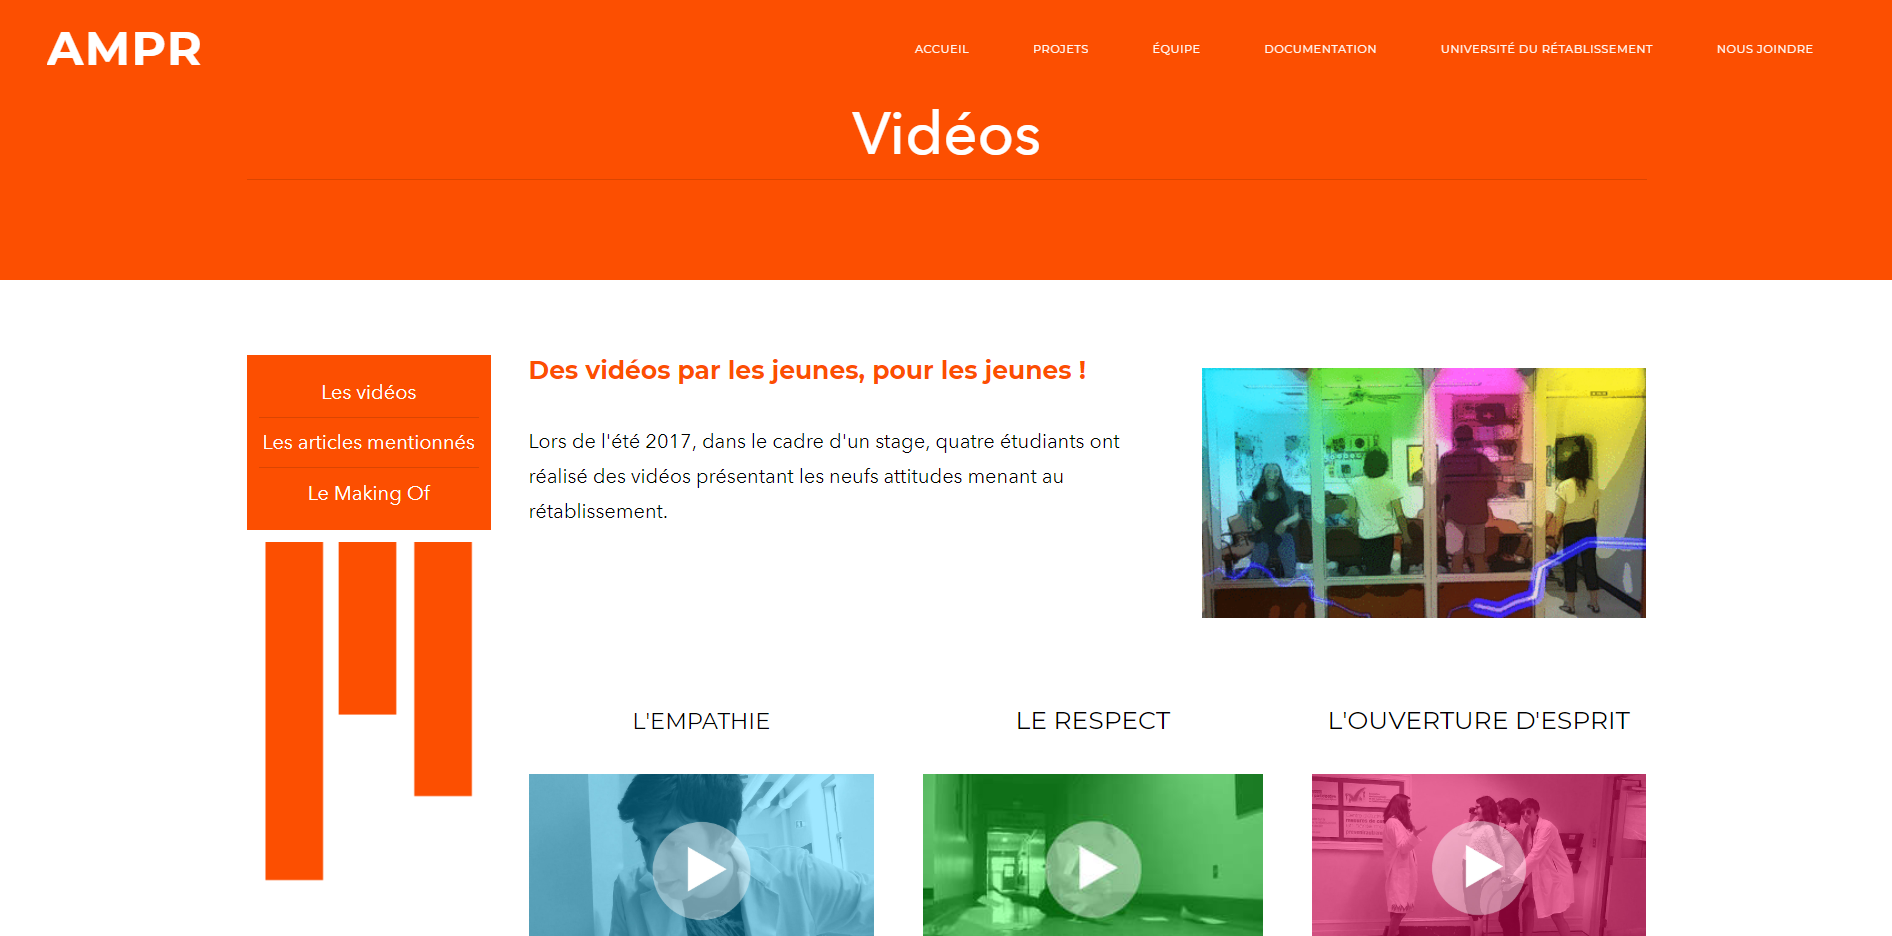 AMPR
ACCUEIL
PROJETS
ÉQUIPE
DOCUMENTATION
UNIVERSITÉ DU RÉTABLISSEMENT
NOUS JOINDRE
Vidéos
Les vidéos
Les articles mentionnés
Le Making Of
Des vidéos par les jeunes, pour les jeunes !
Lors de l'été 2017, dans le cadre d'un stage, quatre étudiants ont
réalisé des vidéos présentant les neufs attitudes menant au
rétablissement.
L'EMPATHIE
LE RESPECT
L'OUVERTURE D'ESPRIT